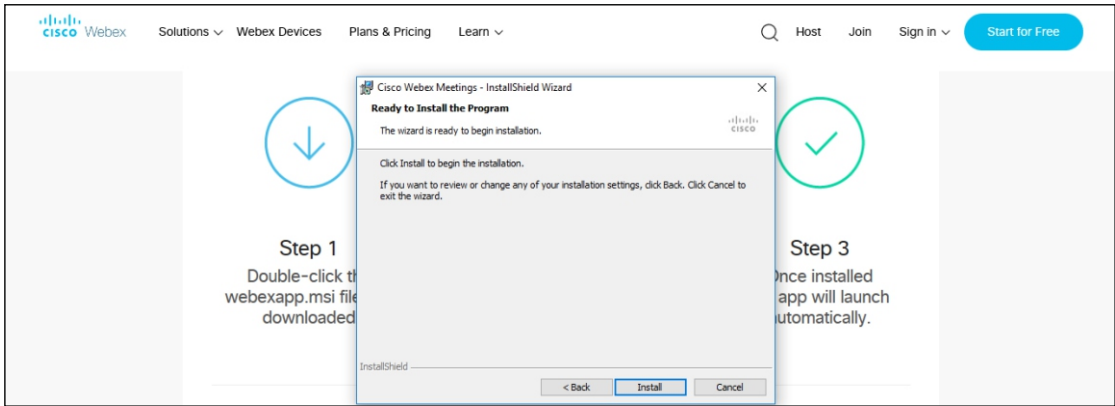 cisco Webex
Solutions Webex Devices Plans & Pricing Learn Host Join Sign in Start for Free
Cisco Webex Meetings - InstallShield Wizard
Ready to Install the Program
The wizard is ready to begin installation.
CISCO
Click Install to begin the installation.
If you want to review or change any of your installation settings, click Back. Click Cancel to
exit the wizard.
InstallShield
< Back Install Cancel
Step 1
Double-click
webexapp.msi
downloaded
Step 3
installed
app will launch